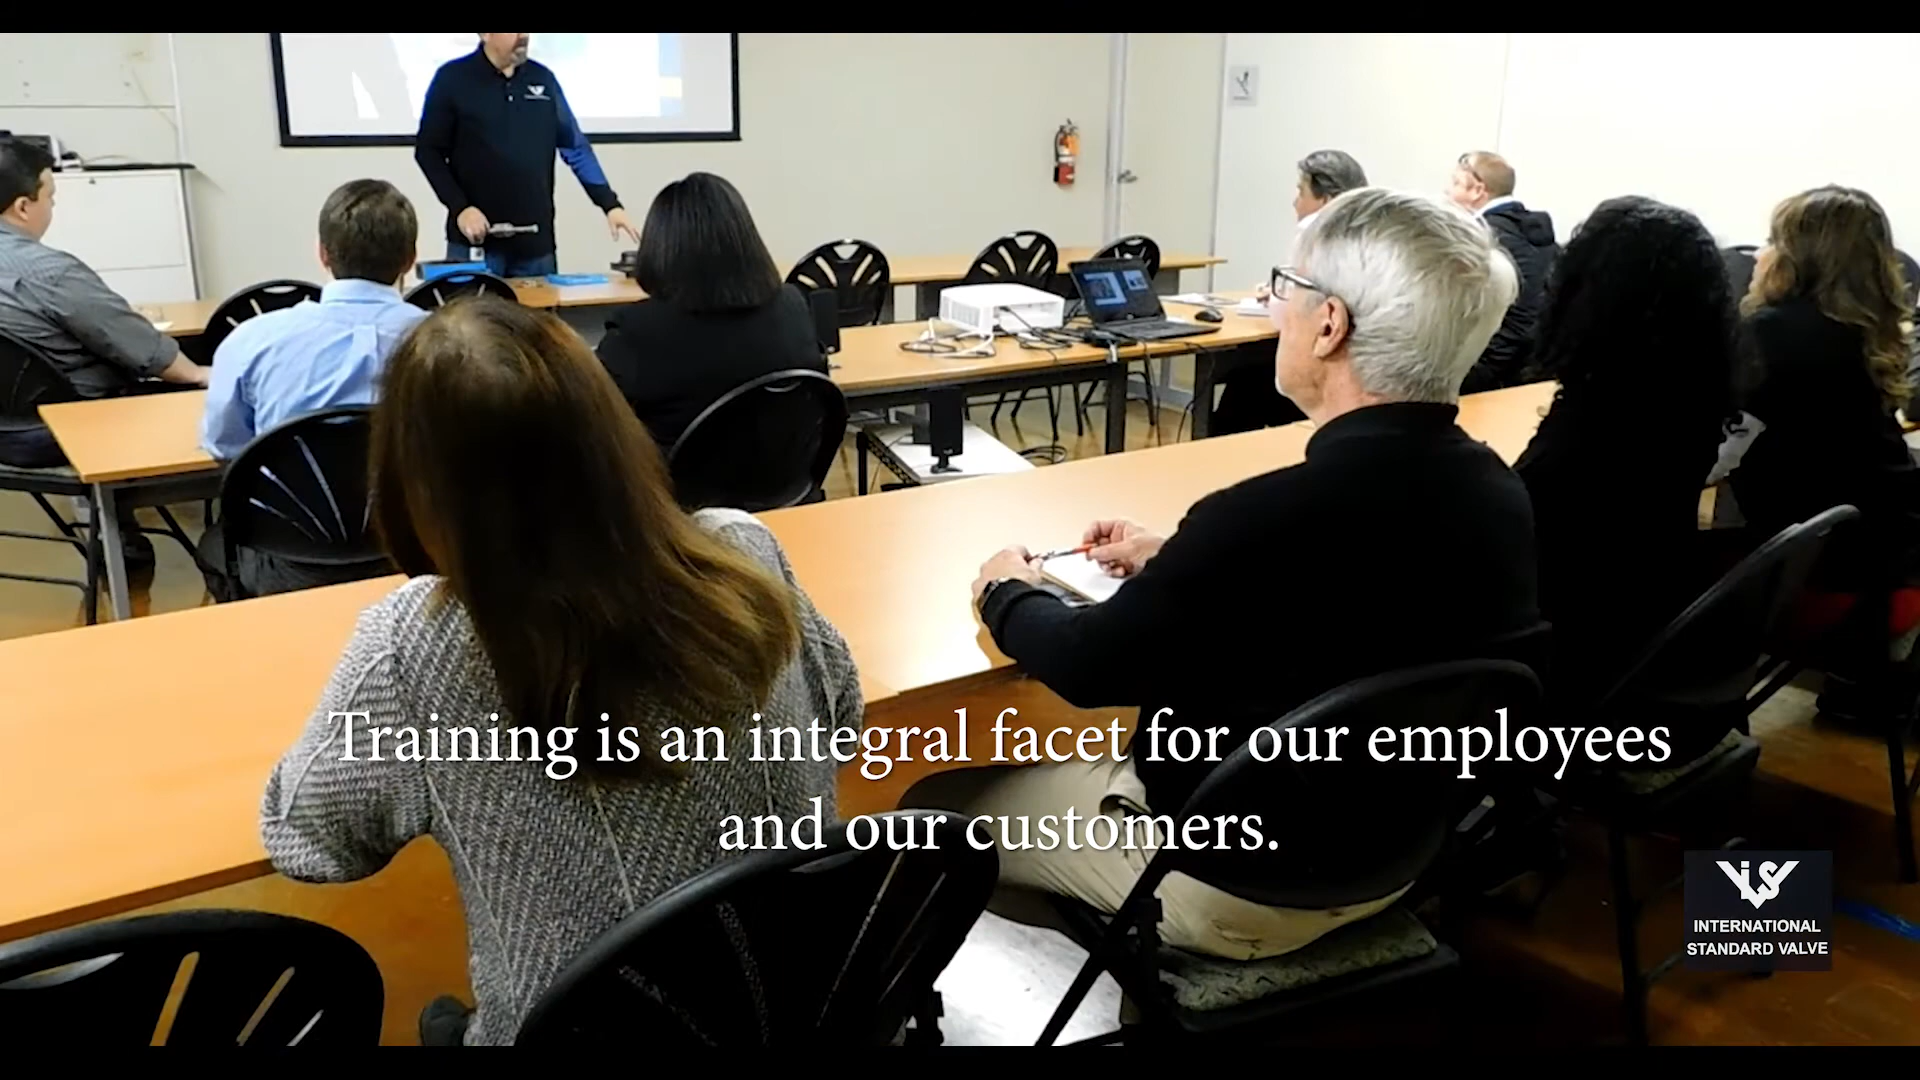 Training is an integral facet for our employees
and our customers.
INTERNATIONAL
STANDARD VALVE